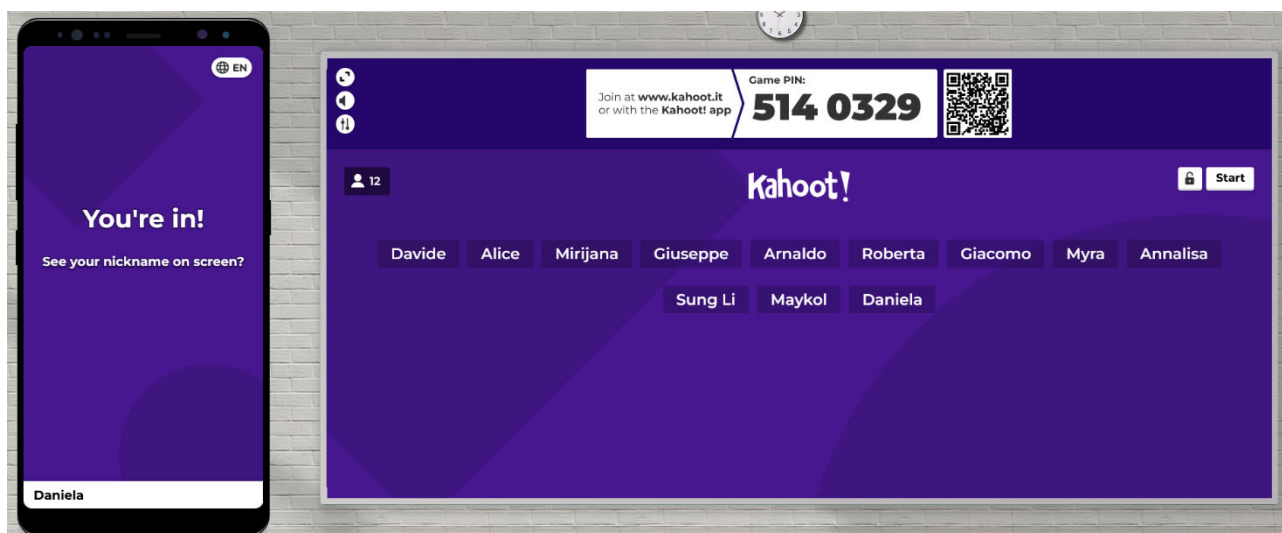 EN
You're in!
See your nickname on screen?
Daniela
Join at www.kahoot.it
or with the Kahoot! app
Game PIN:
514 0329
12
Kahoot!
Start
Davide Alice Mirijana Giuseppe Arnaldo Roberta Giacomo Myra Annalisa
Sung Li Maykol Daniela